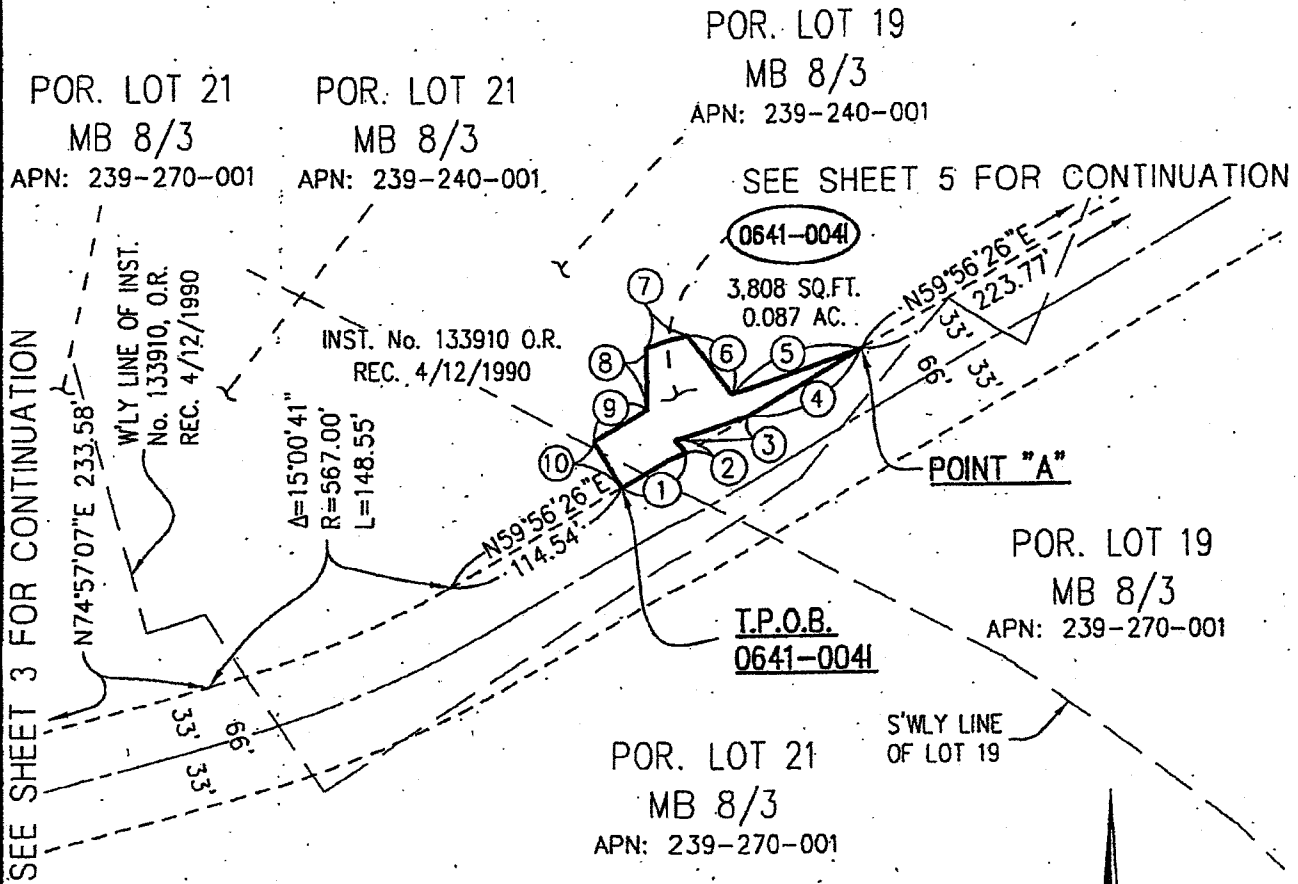 POR. LOT 19
MB 8/3
APN: 239-240-001
POR. LOT 21
MB 8/3
APN: 239-270-001
POR. LOT 21
MB 8/3
APN: 239-240-001
SEE SHEET 5 FOR CONTINUATION
0641-004I
3,808 SQ.FT.
0.087 AC.
N59°56'26"E
223.77'
33'
66'
33'
W'LY LINE OF INST.
No. 133910, O.R.
REC. 4/12/1990
INST. No. 133910 O.R.
REC. 4/12/1990
7
8
9
10
6
5
4
3
2
1
SEE SHEET 3 FOR CONTINUATION
N74°57'07"E 233.58'
Δ=15°00'41"
R=567.00'
L=148.55'
N59°56'26"E
114.54'
POINT "A"
POR. LOT 19
MB 8/3
APN: 239-270-001
T.P.O.B.
0641-004I
S'WLY LINE
OF LOT 19
33'
66'
33'
POR. LOT 21
MB 8/3
APN: 239-270-001